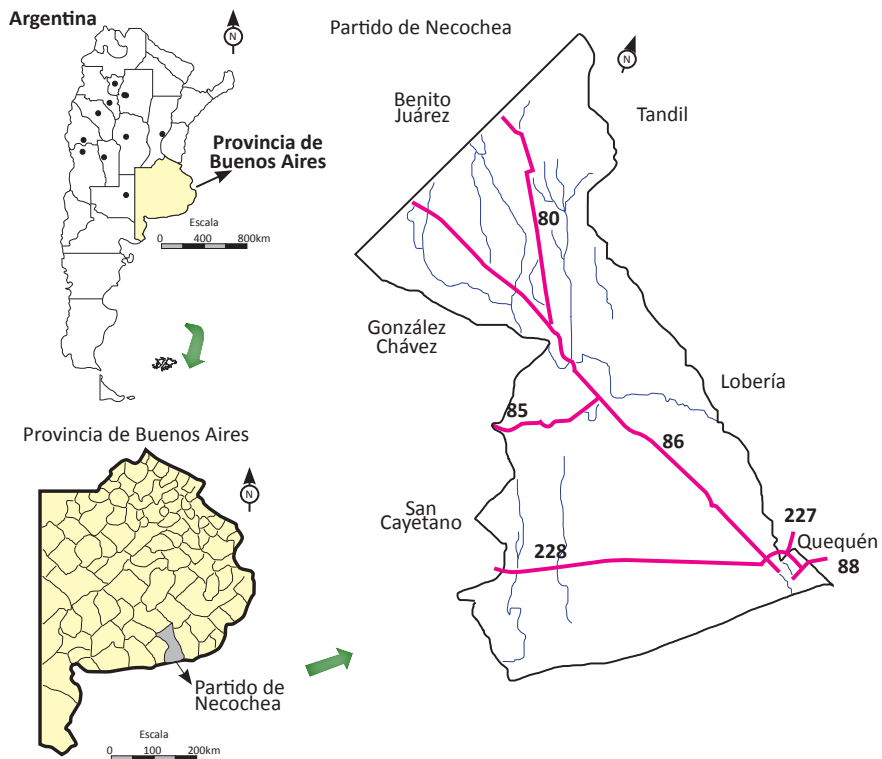 Argentina
N
Provincia de
Buenos Aires
Escala
0 400 800km
Provincia de Buenos Aires
N
Partido de
Necochea
Escala
0 100 200km
Partido de Necochea
N
Benito
Juárez
Tandil
80
González
Chávez
Lobería
85
86
San
Cayetano
227
Quequén
228
88